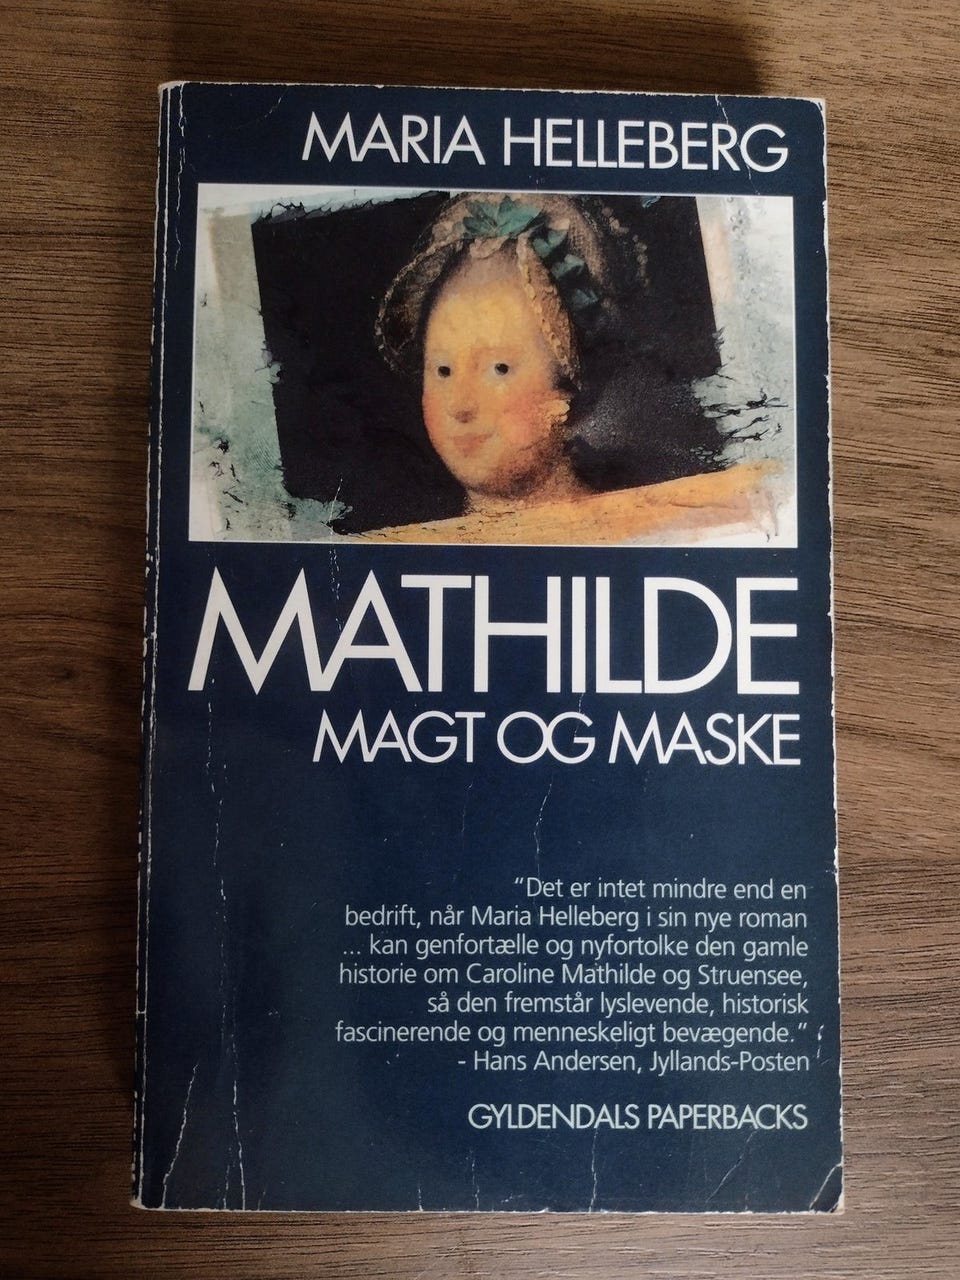 MARIA HELLEBERG
MATHILDE
MAGT OG MASKE
“Det er intet mindre end en
bedrift, når Maria Helleberg i sin nye roman
... kan genfortælle og nyfortolke den gamle
historie om Caroline Mathilde og Struensee,
så den fremstår lyslevende, historisk
fascinerende og menneskeligt bevægende.“
- Hans Andersen, Jyllands-Posten
GYLDENDALS PAPERBACKS